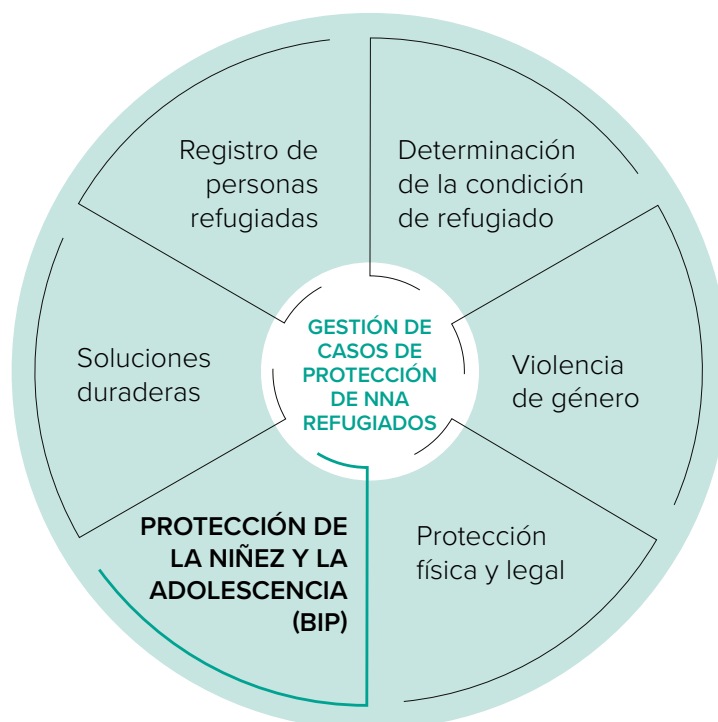 Registro de
personas
refugiadas
Determinación
de la condición
de refugiado
GESTIÓN DE
CASOS DE
PROTECCIÓN
DE NNA
REFUGIADOS
Soluciones
duraderas
Violencia
de género
PROTECCIÓN DE
LA NIÑEZ Y LA
ADOLESCENCIA
(BIP)
Protección
física y legal